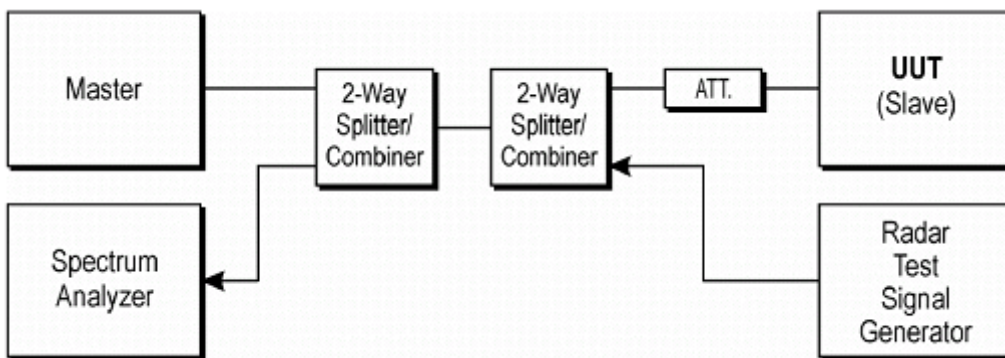 Master
2-Way
Splitter/
Combiner
2-Way
Splitter/
Combiner
ATT.
UUT
(Slave)
Spectrum
Analyzer
Radar
Test
Signal
Generator